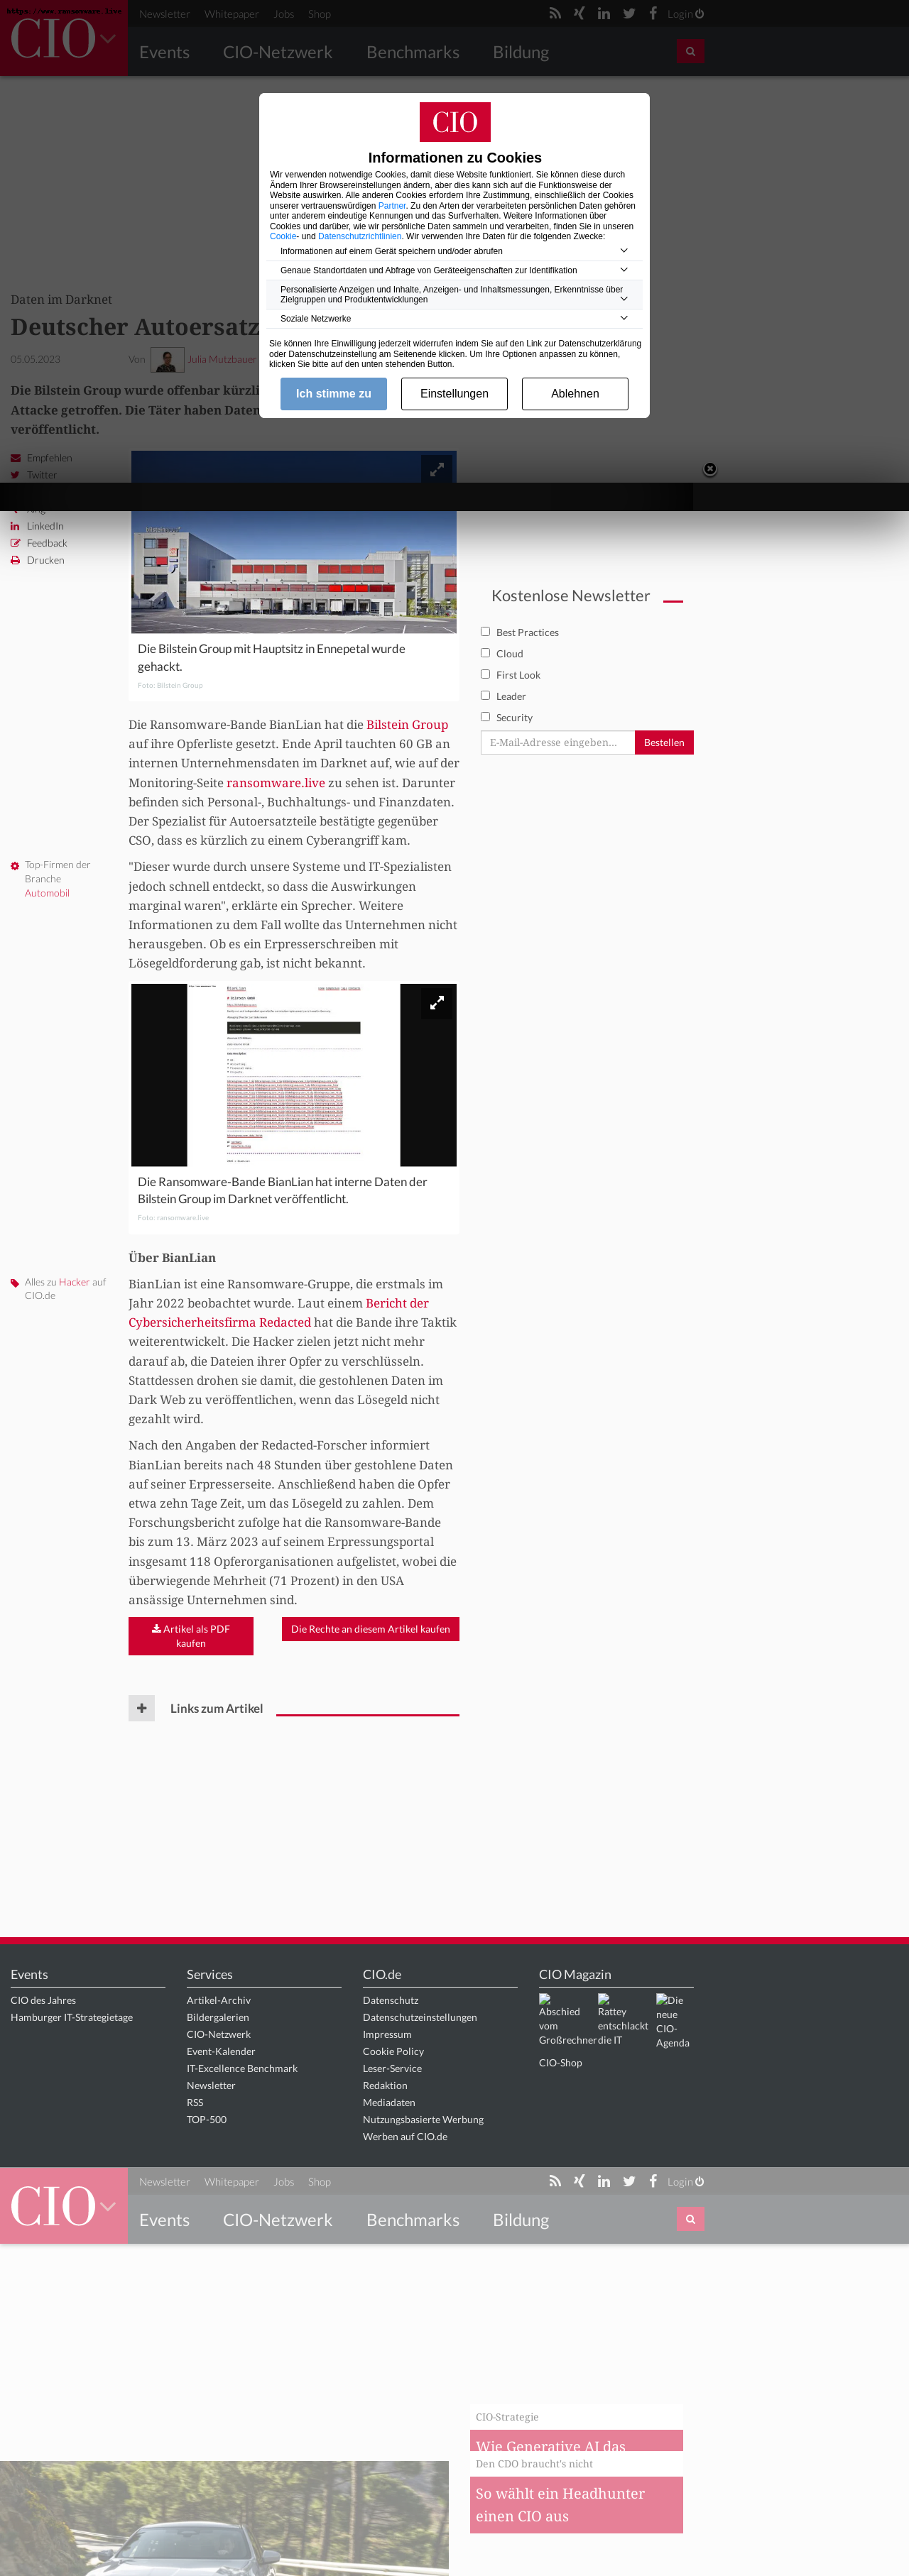 https://www.ransomware.live
Newsletter Whitepaper Jobs Shop
Login
CIO
Events CIO-Netzwerk Benchmarks Bildung
CIO
Informationen zu Cookies
Wir verwenden notwendige Cookies, damit diese Website funktioniert. Sie können diese durch
Ändern Ihrer Browsereinstellungen ändern, aber dies kann sich auf die Funktionsweise der
Website auswirken. Alle anderen Cookies erfordern Ihre Zustimmung, einschließlich der Cookies
unserer vertrauenswürdigen Partner. Zu den Arten der verarbeiteten persönlichen Daten gehören
unter anderem eindeutige Kennungen und das Surfverhalten. Weitere Informationen über
Cookies und darüber, wie wir persönliche Daten sammeln und verarbeiten, finden Sie in unseren
Cookie- und Datenschutzrichtlinien. Wir verwenden Ihre Daten für die folgenden Zwecke:
Informationen auf einem Gerät speichern und/oder abrufen
Genaue Standortdaten und Abfrage von Geräteeigenschaften zur Identifikation
Personalisierte Anzeigen und Inhalte, Anzeigen- und Inhaltsmessungen, Erkenntnisse über
Zielgruppen und Produktentwicklungen
Soziale Netzwerke
Sie können Ihre Einwilligung jederzeit widerrufen indem Sie auf den Link zur Datenschutzerklärung
oder Datenschutzeinstellung am Seitenende klicken. Um Ihre Optionen anpassen zu können,
klicken Sie bitte auf den unten stehenden Button.
Ich stimme zu Einstellungen Ablehnen
Daten im Darknet
Deutscher Autoersatz
05.05.2023 Von Julia Mutzbauer
Die Bilstein Group wurde offenbar kürzli
Attacke getroffen. Die Täter haben Daten
veröffentlicht.
Empfehlen
Twitter
Xing
LinkedIn
Feedback
Drucken
bilstein group
Die Bilstein Group mit Hauptsitz in Ennepetal wurde
gehackt.
Foto: Bilstein Group
Kostenlose Newsletter
Best Practices
Cloud
First Look
Leader
Security
E-Mail-Adresse eingeben... Bestellen
Die Ransomware-Bande BianLian hat die Bilstein Group
auf ihre Opferliste gesetzt. Ende April tauchten 60 GB an
internen Unternehmensdaten im Darknet auf, wie auf der
Monitoring-Seite ransomware.live zu sehen ist. Darunter
befinden sich Personal-, Buchhaltungs- und Finanzdaten.
Der Spezialist für Autoersatzteile bestätigte gegenüber
CSO, dass es kürzlich zu einem Cyberangriff kam.
Top-Firmen der
Branche
Automobil
"Dieser wurde durch unsere Systeme und IT-Spezialisten
jedoch schnell entdeckt, so dass die Auswirkungen
marginal waren", erklärte ein Sprecher. Weitere
Informationen zu dem Fall wollte das Unternehmen nicht
herausgeben. Ob es ein Erpresserschreiben mit
Lösegeldforderung gab, ist nicht bekannt.
BianLian
Die Ransomware-Bande BianLian hat interne Daten der
Bilstein Group im Darknet veröffentlicht.
Foto: ransomware.live
Über BianLian
Alles zu Hacker auf
CIO.de
BianLian ist eine Ransomware-Gruppe, die erstmals im
Jahr 2022 beobachtet wurde. Laut einem Bericht der
Cybersicherheitsfirma Redacted hat die Bande ihre Taktik
weiterentwickelt. Die Hacker zielen jetzt nicht mehr
darauf ab, die Dateien ihrer Opfer zu verschlüsseln.
Stattdessen drohen sie damit, die gestohlenen Daten im
Dark Web zu veröffentlichen, wenn das Lösegeld nicht
gezahlt wird.
Nach den Angaben der Redacted-Forscher informiert
BianLian bereits nach 48 Stunden über gestohlene Daten
auf seiner Erpresserseite. Anschließend haben die Opfer
etwa zehn Tage Zeit, um das Lösegeld zu zahlen. Dem
Forschungsbericht zufolge hat die Ransomware-Bande
bis zum 13. März 2023 auf seinem Erpressungsportal
insgesamt 118 Opferorganisationen aufgelistet, wobei die
überwiegende Mehrheit (71 Prozent) in den USA
ansässige Unternehmen sind.
Artikel als PDF
kaufen
Die Rechte an diesem Artikel kaufen
Links zum Artikel
Events
CIO des Jahres
Hamburger IT-Strategietage
Services
Artikel-Archiv
Bildergalerien
CIO-Netzwerk
Event-Kalender
IT-Excellence Benchmark
Newsletter
RSS
TOP-500
CIO.de
Datenschutz
Datenschutzeinstellungen
Impressum
Cookie Policy
Leser-Service
Redaktion
Mediadaten
Nutzungsbasierte Werbung
Werben auf CIO.de
CIO Magazin
Abschied
vom
Großrechner
Rattey
entschlackt
die IT
Die
neue
CIO-
Agenda
CIO-Shop
Newsletter Whitepaper Jobs Shop
Login
CIO
Events CIO-Netzwerk Benchmarks Bildung
CIO-Strategie
Wie Generative AI das
Den CDO braucht's nicht
So wählt ein Headhunter
einen CIO aus